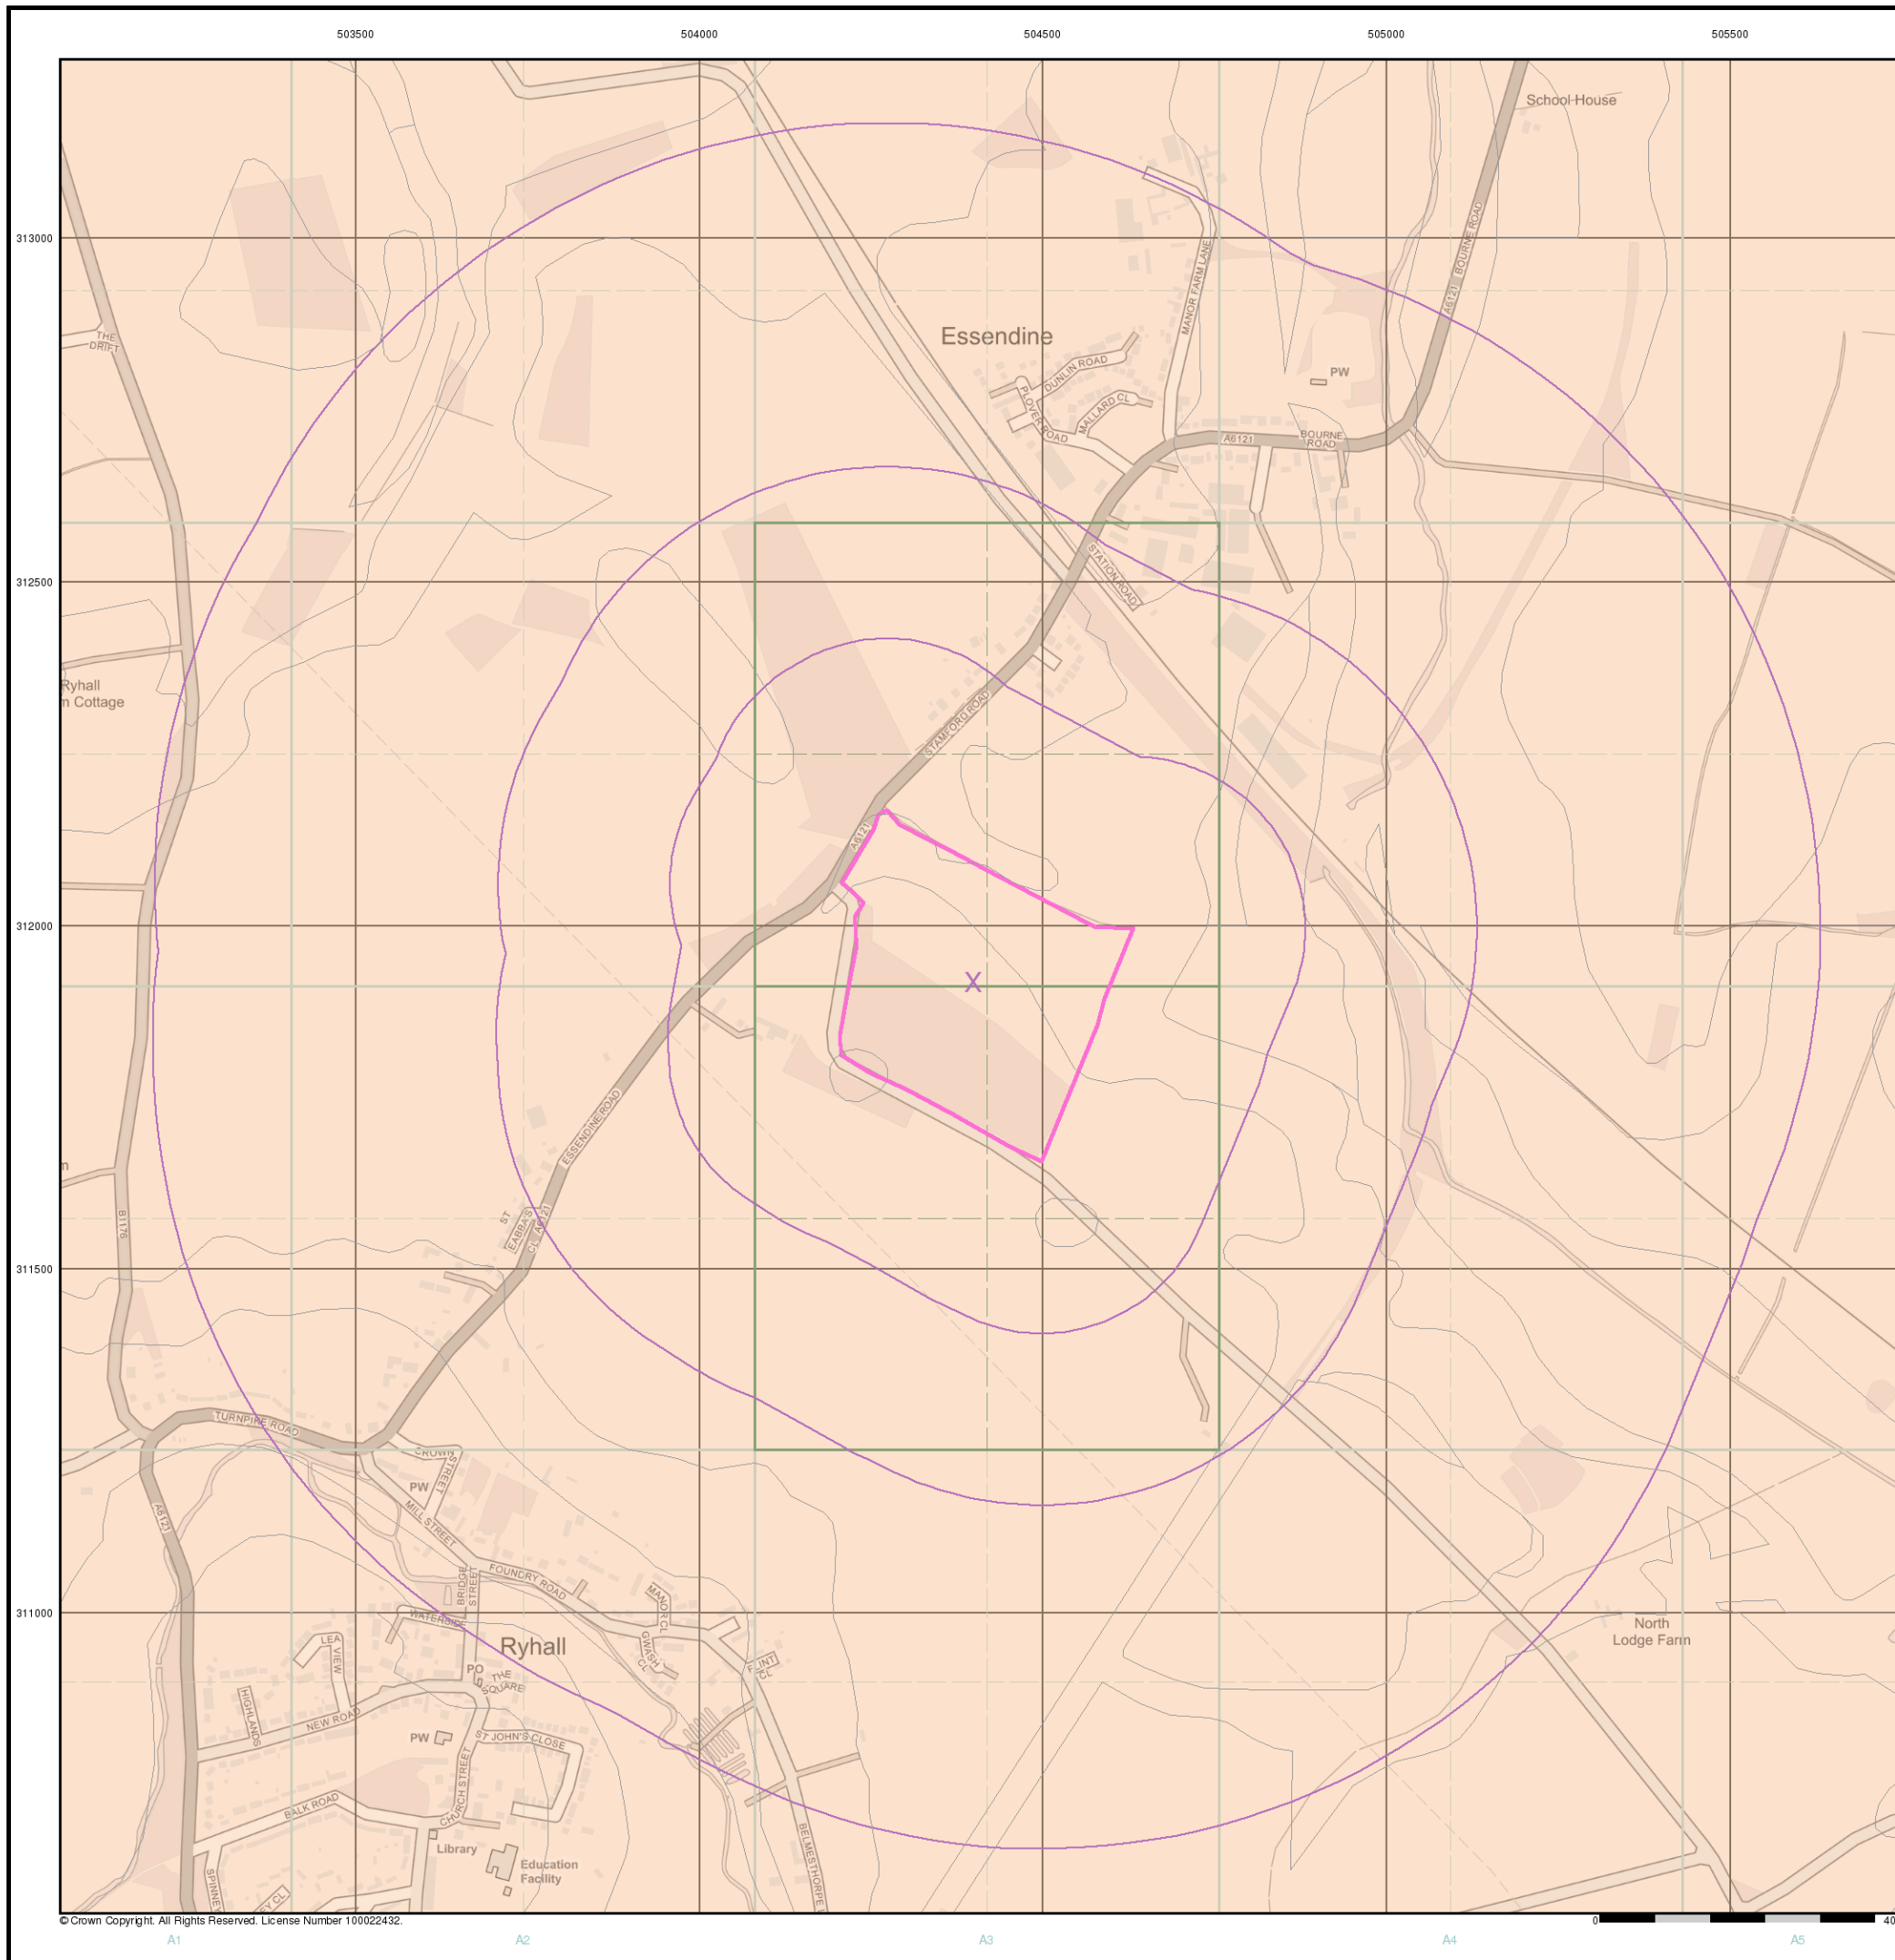 503500
504000
504500
505000
505500
School House
313000
BOURNE ROAD
A6121
MANOR FARM LANE
THE
DRIFT
Essendine
DUNLIN ROAD
PW
PLOVER ROAD
MALLARD CL
A6121
BOURNE
ROAD
312500
STATION ROAD
Ryhall
n Cottage
STAMFORD ROAD
A6121
312000
X
ESSENDINE ROAD
B1176
ST
EABBA'S
CL
A6121
311500
TURNPIKE ROAD
CROWN
STREET
PW
MILL STREET
A6121
FOUNDRY ROAD
BRIDGE
STREET
MANOR CL
311000
WATERSIDE
North
Lodge Farm
LEA
VIEW
Ryhall
GWASH
CL
FLINT
CL
PO
THE
SQUARE
HIGHLANDS
NEW ROAD
PW
ST JOHN'S CLOSE
CHURCH STREET
BALK ROAD
Library
BELMESTHORPE L
Education
Facility
SPINNEY
EY CL
© Crown Copyright. All Rights Reserved. License Number 100022432.
0
40
A1
A2
A3
A4
A5